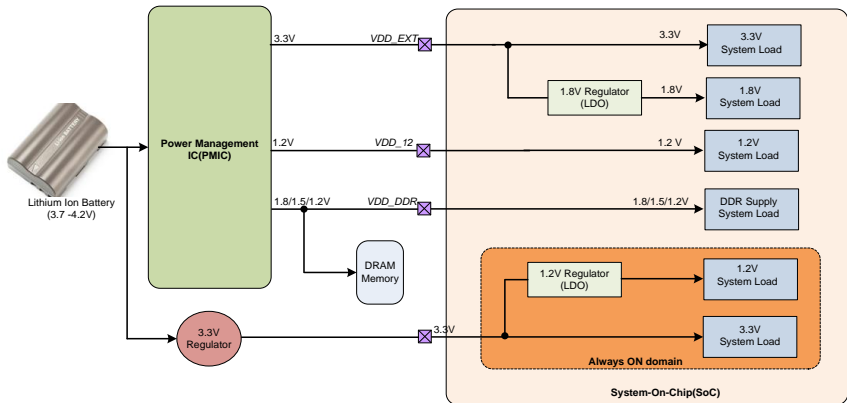 3.3V
VDD_EXT
3.3V
3.3V
System Load
1.8V Regulator
(LDO)
1.8V
1.8V
System Load
Power Management
IC(PMIC)
1.2V
VDD_12
1.2 V
1.2V
System Load
Lithium Ion Battery
(3.7 -4.2V)
1.8/1.5/1.2V
VDD_DDR
1.8/1.5/1.2V
DDR Supply
System Load
DRAM
Memory
1.2V Regulator
(LDO)
1.2V
System Load
3.3V
Regulator
3.3V
3.3V
System Load
Always ON domain
System-On-Chip(SoC)